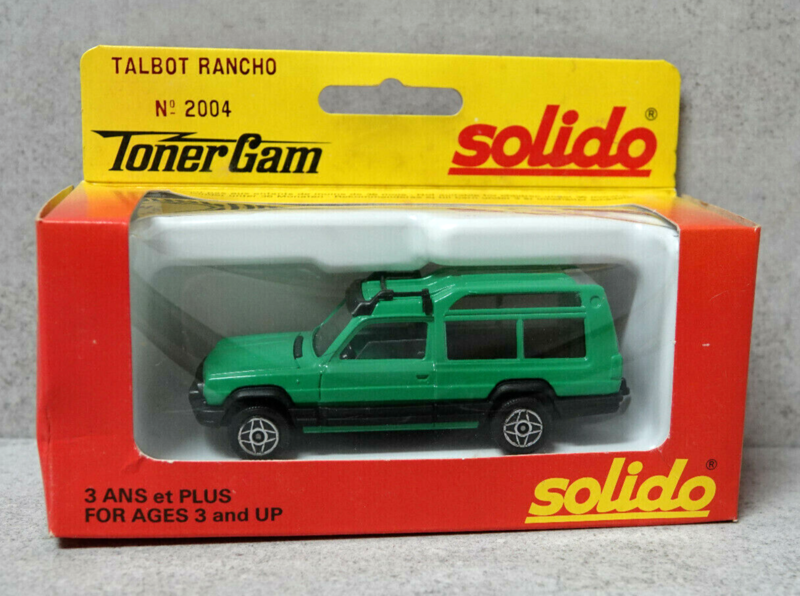 TALBOT RANCHO
Nº 2004
TonerGam
solido®
3 ANS et PLUS
FOR AGES 3 and UP
solido®